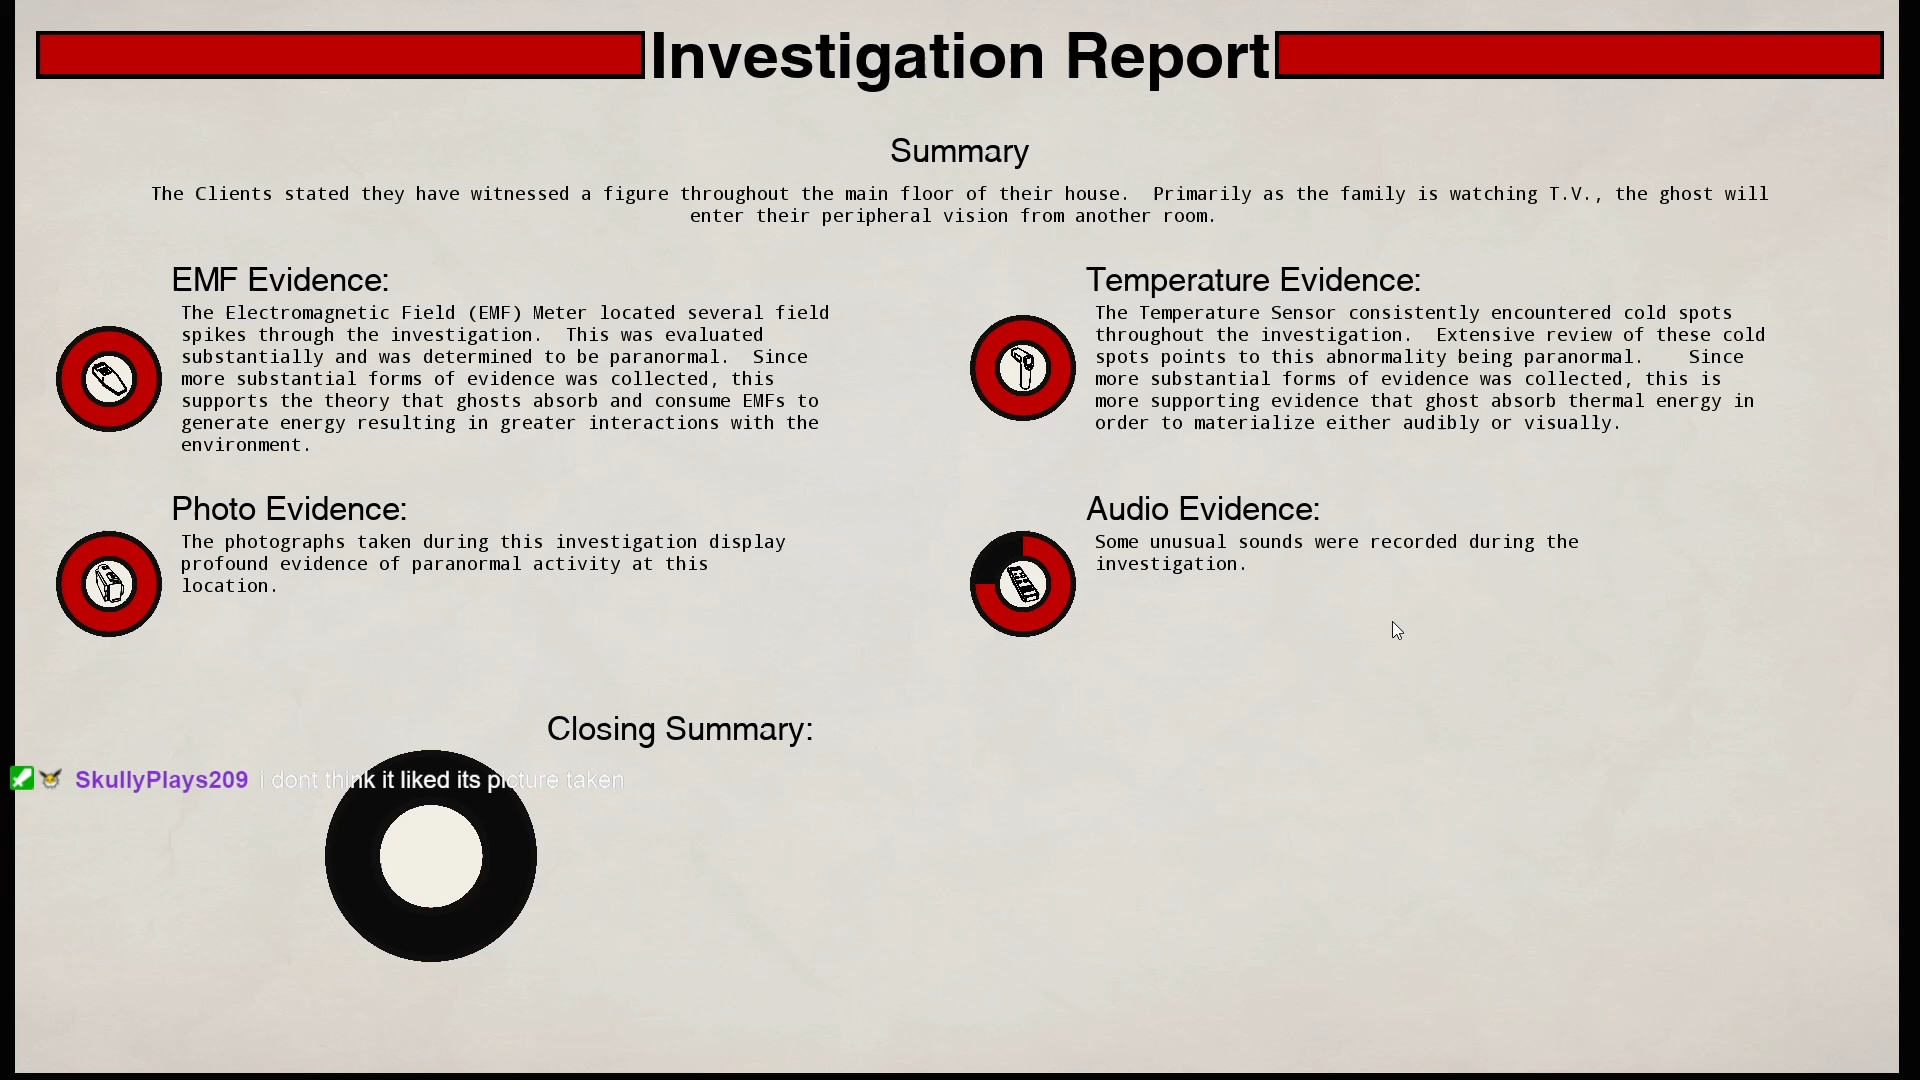 Investigation Report
Summary
The Clients stated they have witnessed a figure throughout the main floor of their house.  Primarily as the family is watching T.V., the ghost will
enter their peripheral vision from another room.
EMF Evidence:
The Electromagnetic Field (EMF) Meter located several field
spikes through the investigation.  This was evaluated
substantially and was determined to be paranormal.  Since
more substantial forms of evidence was collected, this
supports the theory that ghosts absorb and consume EMFs to
generate energy resulting in greater interactions with the
environment.
Temperature Evidence:
The Temperature Sensor consistently encountered cold spots
throughout the investigation.  Extensive review of these cold
spots points to this abnormality being paranormal.    Since
more substantial forms of evidence was collected, this is
more supporting evidence that ghost absorb thermal energy in
order to materialize either audibly or visually.
Photo Evidence:
The photographs taken during this investigation display
profound evidence of paranormal activity at this
location.
Audio Evidence:
Some unusual sounds were recorded during the
investigation.
Closing Summary:
SkullyPlays209 i dont think it liked its picture taken